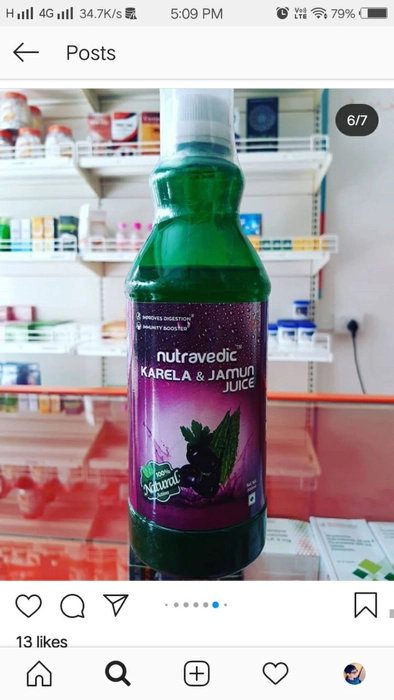 H 4G 34.7K/s 5:09 PM 79%
Posts
6/7
IMPROVES DIGESTION
IMMUNITY BOOSTER
nutravedic™
KARELA & JAMUN
JUICE
100%
Natural
13 likes